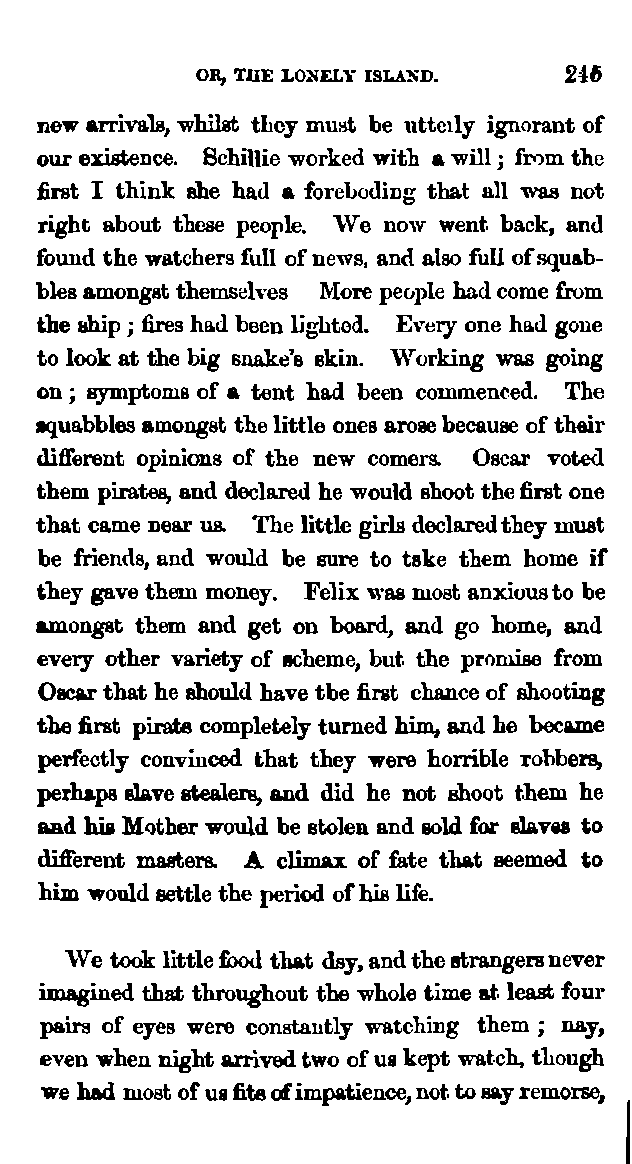 OR, THE LONELY ISLAND. 245
new arrivals, whilst they must be utterly ignorant of
our existence. Schillie worked with a will; from the
first I think she had a foreboding that all was not
right about these people. We now went back, and
found the watchers full of news, and also full of squab-
bles amongst themselves More people had come from
the ship; fires had been lighted. Every one had gone
to look at the big snake's skin. Working was going
on; symptoms of a tent had been commenced. The
squabbles amongst the little ones arose because of their
different opinions of the new comers. Oscar voted
them pirates, and declared he would shoot the first one
that came near us. The little girls declared they must
be friends, and would be sure to take them home if
they gave them money. Felix was most anxious to be
amongst them and get on board, and go home, and
every other variety of scheme, but the promise from
Oscar that he should have the first chance of shooting
the first pirate completely turned him, and he became
perfectly convinced that they were horrible robbers,
perhaps slave stealers, and did he not shoot them he
and his Mother would be stolen and sold for slaves to
different masters. A climax of fate that seemed to
him would settle the period of his life.
We took little food that day, and the strangers never
imagined that throughout the whole time at least four
pairs of eyes were constantly watching them; nay,
even when night arrived two of us kept watch, though
we had most of us fits of impatience, not to say remorse,